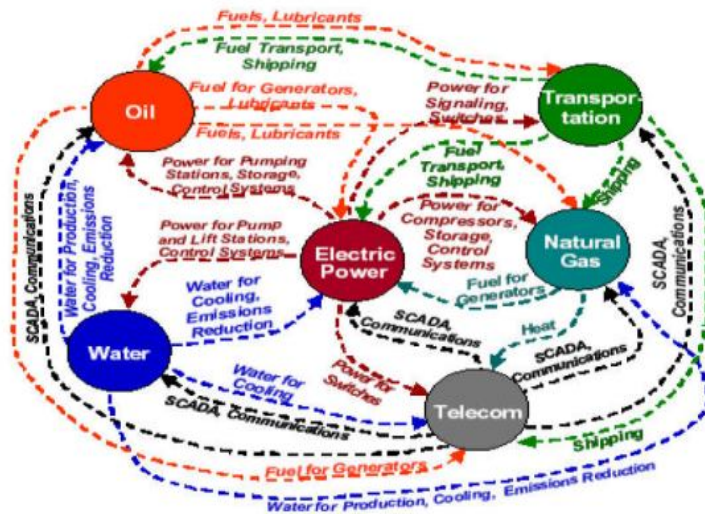 Fuels, Lubricants
Fuel Transport,
Shipping
Oil
Fuel for Generators,
Lubricants
Fuels, Lubricants
Power for
Signaling,
Switches
Transpor-
tation
Power for Pumping
Stations, Storage,
Control Systems
Fuel
Transport,
Shipping
Shipping
SCADA, Communications
Water for Production,
Cooling, Emissions
Reduction
Power for Pump
and Lift Stations,
Control Systems
Electric
Power
Power for
Compressors,
Storage,
Control
Systems
Natural
Gas
SCADA,
Communications
Water for
Cooling,
Emissions
Reduction
Fuel for
Generators
Water
SCADA,
Communications
Heat
SCADA,
Communications
Water for
Cooling
Power for
Switches
SCADA, Communications
Telecom
Shipping
Fuel for Generators
Water for Production, Cooling, Emissions Reduction